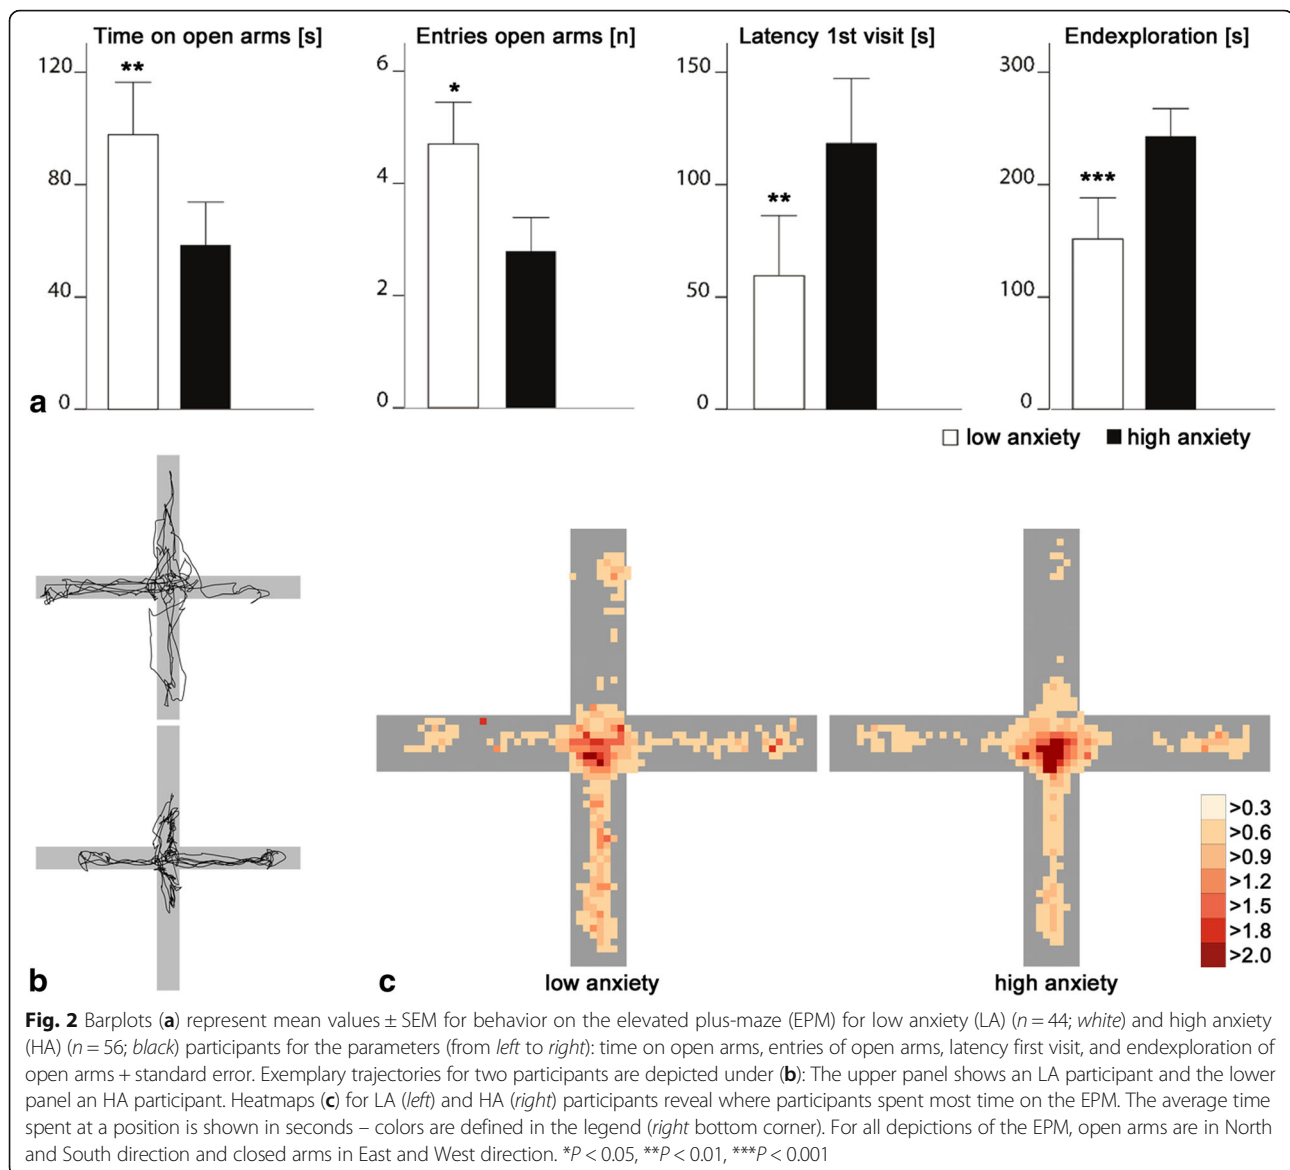 Time on open arms [s]
120
80
40
0
**
Entries open arms [n]
6
4
2
0
*
Latency 1st visit [s]
150
100
50
0
**
Endexploration [s]
300
200
100
0
***
a
low anxiety high anxiety
b
c
low anxiety
high anxiety
>0.3
>0.6
>0.9
>1.2
>1.5
>1.8
>2.0
Fig. 2 Barplots (a) represent mean values ± SEM for behavior on the elevated plus-maze (EPM) for low anxiety (LA) (n = 44; white) and high anxiety
(HA) (n = 56; black) participants for the parameters (from left to right): time on open arms, entries of open arms, latency first visit, and endexploration of
open arms + standard error. Exemplary trajectories for two participants are depicted under (b): The upper panel shows an LA participant and the lower
panel an HA participant. Heatmaps (c) for LA (left) and HA (right) participants reveal where participants spent most time on the EPM. The average time
spent at a position is shown in seconds – colors are defined in the legend (right bottom corner). For all depictions of the EPM, open arms are in North
and South direction and closed arms in East and West direction. *P < 0.05, **P < 0.01, ***P < 0.001